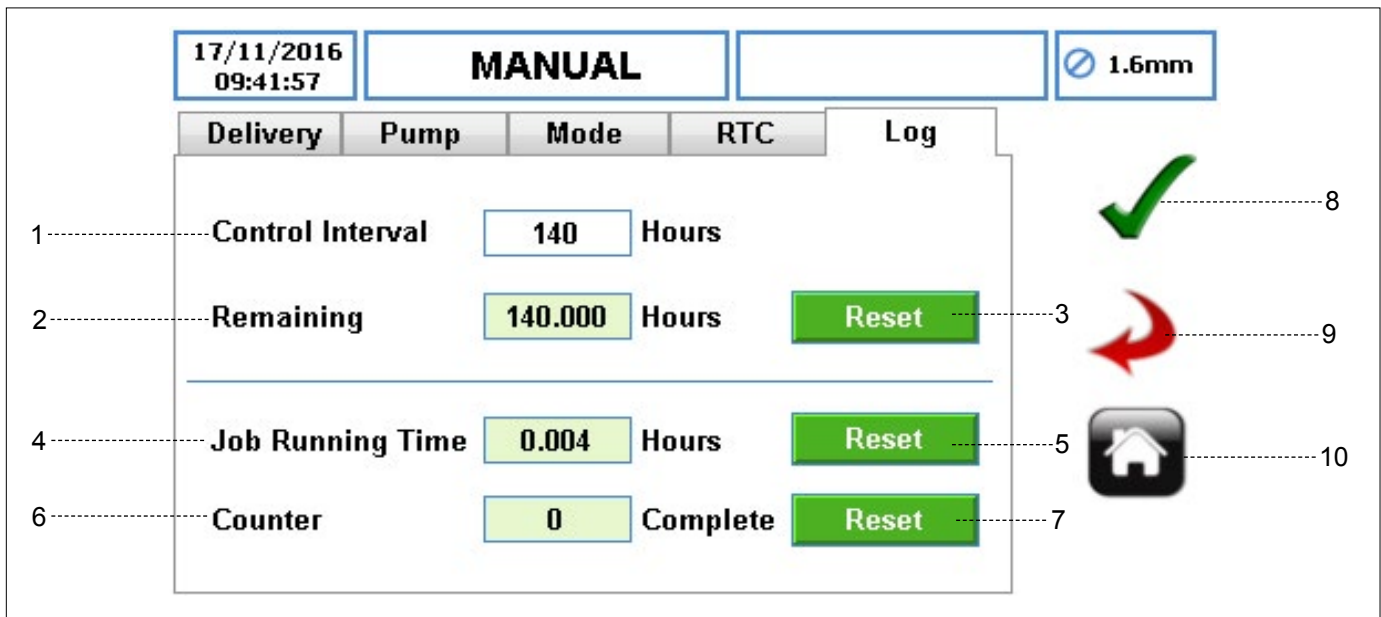 17/11/2016
09:41:57
MANUAL
1.6mm
Delivery Pump Mode RTC Log
1 Control Interval 140 Hours 8
2 Remaining 140.000 Hours Reset 3
9
4 Job Running Time 0.004 Hours Reset 5
10
6 Counter 0 Complete Reset 7